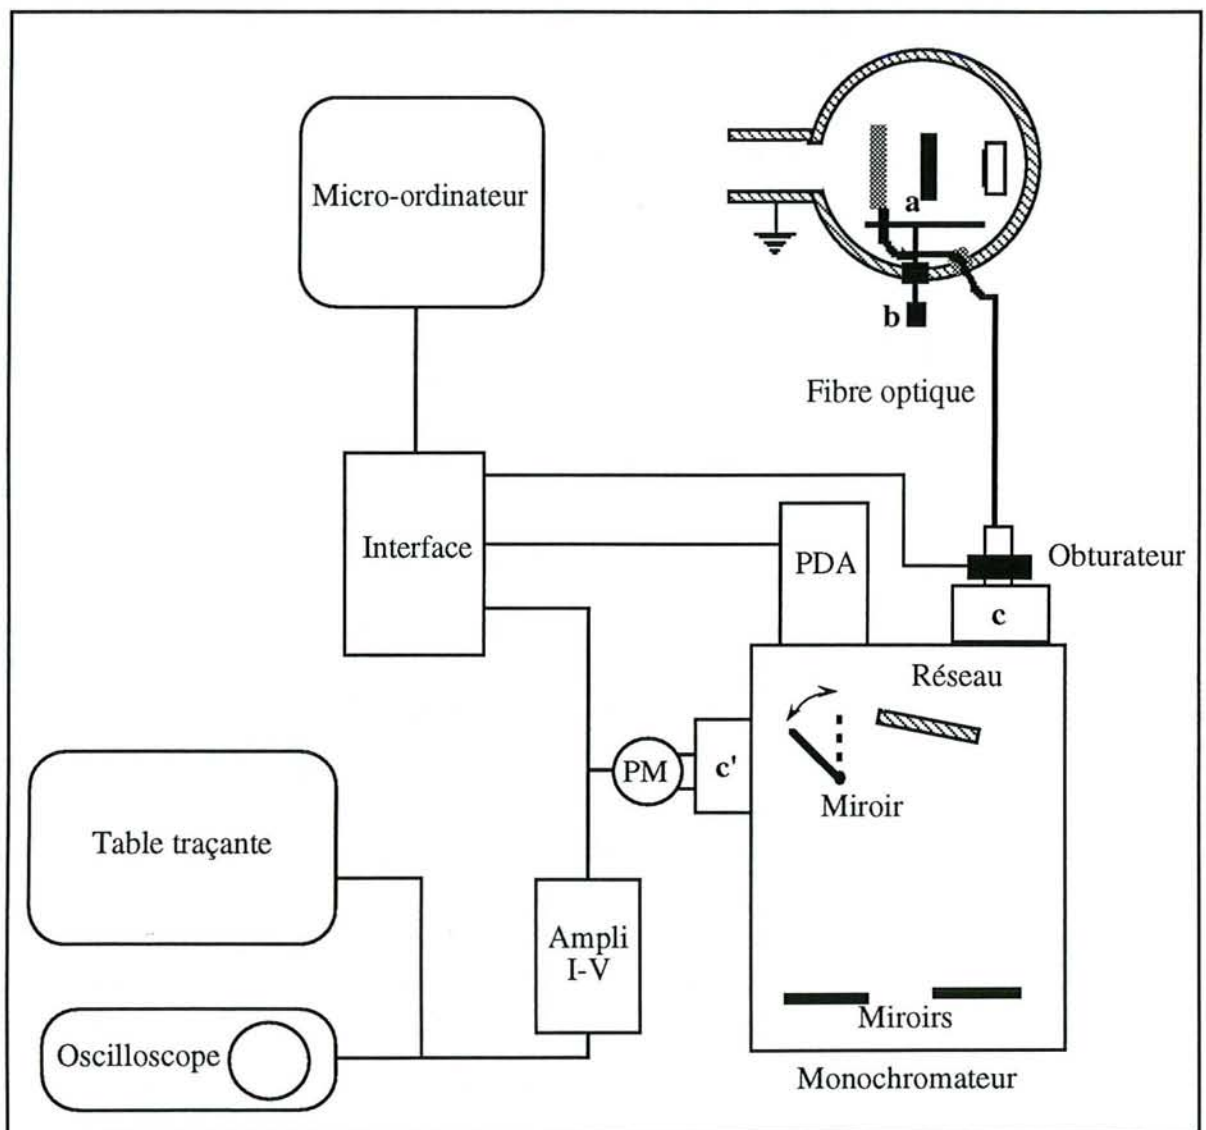 Micro-ordinateur
a
b
Fibre optique
Interface
PDA
Obturateur
c
Réseau
PM
c'
Miroir
Table traçante
Ampli
I-V
Oscilloscope
Miroirs
Monochromateur